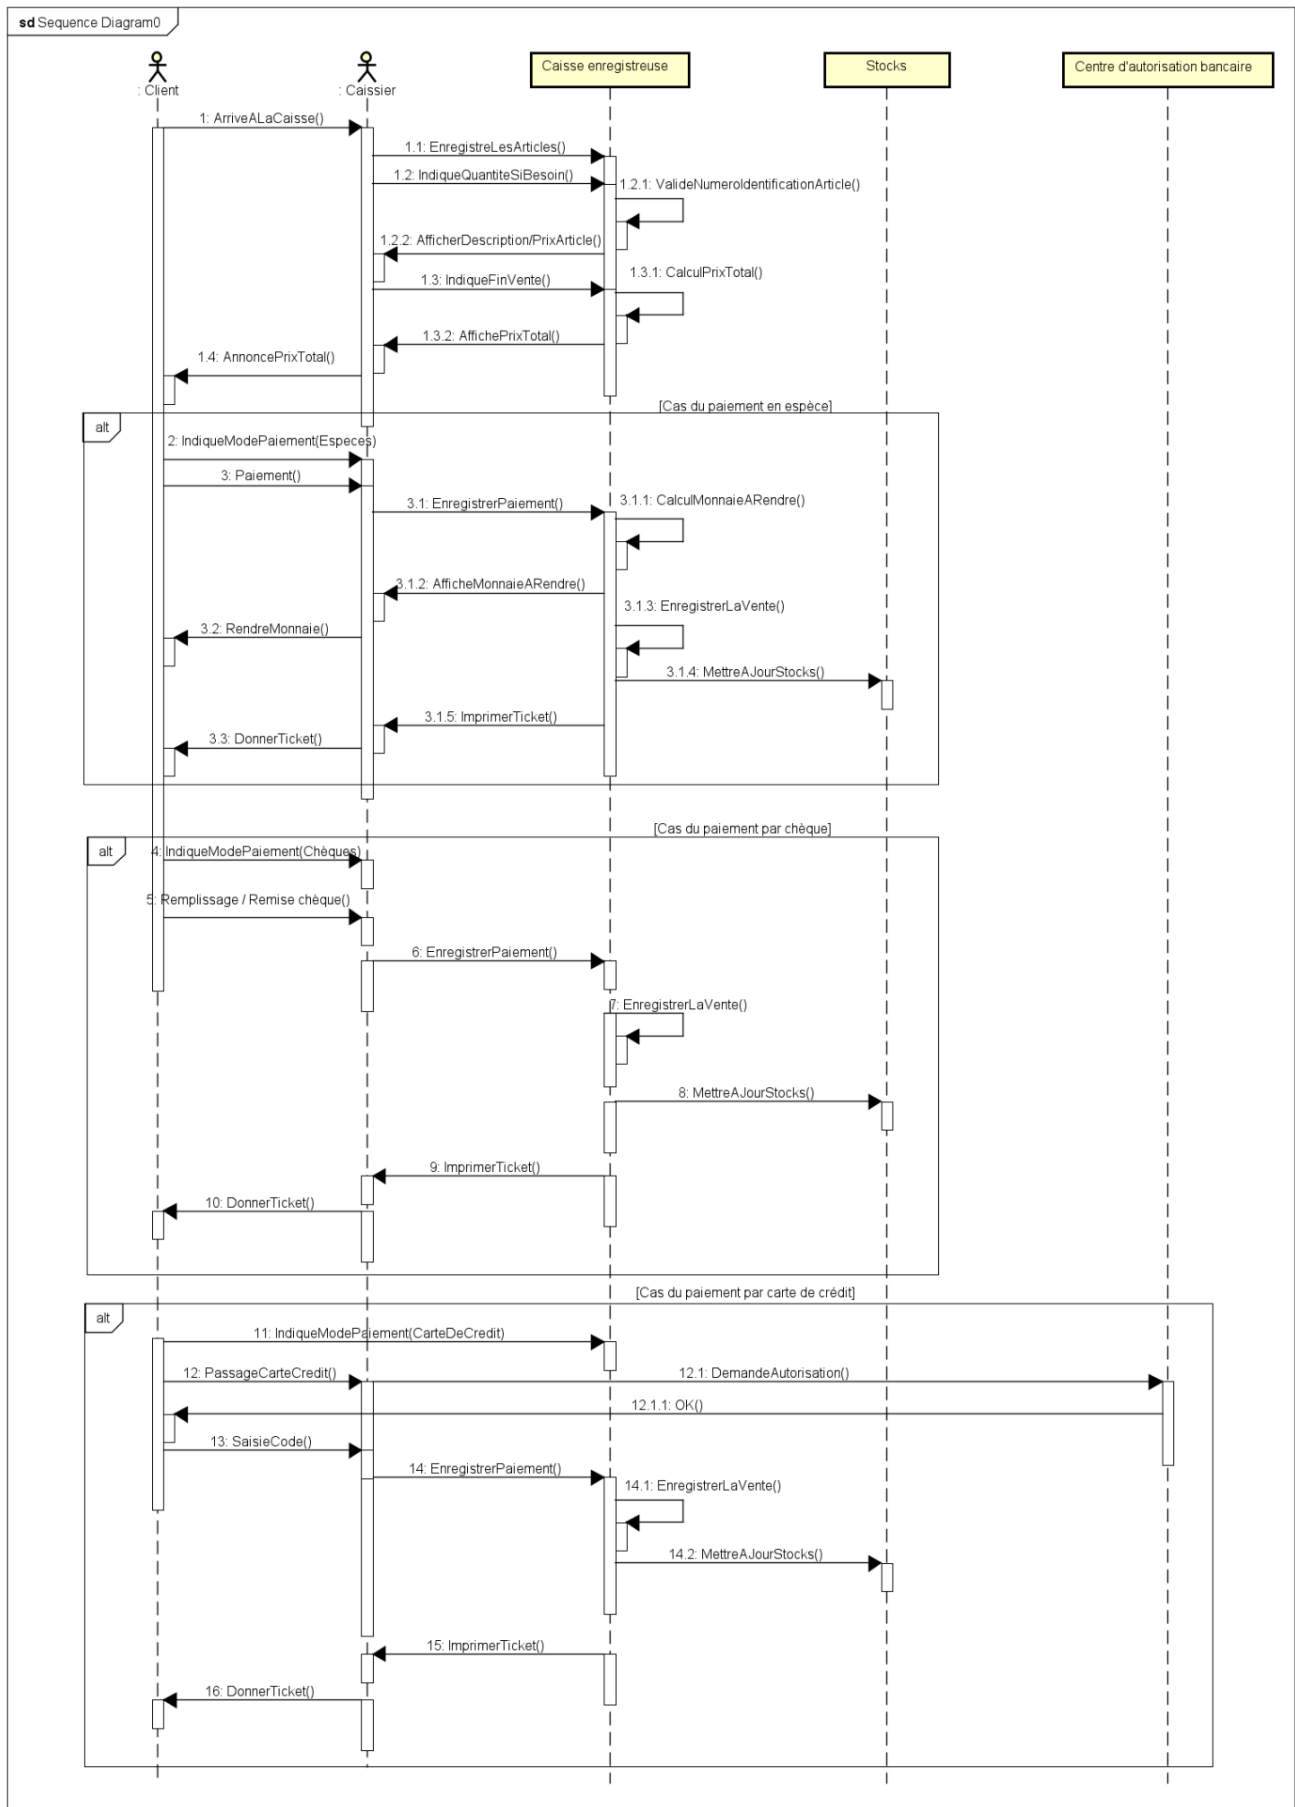 sd Sequence Diagram0
: Client
: Caissier
Caisse enregistreuse
Stocks
Centre d'autorisation bancaire
1: ArriveALaCaisse()
1.1: EnregistreLesArticles()
1.2: IndiqueQuantiteSiBesoin()
1.2.1: ValideNumeroIdentificationArticle()
1.2.2: AfficherDescription/PrixArticle()
1.3: IndiqueFinVente()
1.3.1: CalculPrixTotal()
1.3.2: AffichePrixTotal()
1.4: AnnoncePrixTotal()
[Cas du paiement en espèce]
alt
2: IndiqueModePaiement(Especes)
3: Paiement()
3.1: EnregistrerPaiement()
3.1.1: CalculMonnaieARendre()
3.1.2: AfficheMonnaieARendre()
3.1.3: EnregistrerLaVente()
3.2: RendreMonnaie()
3.1.4: MettreAJourStocks()
3.1.5: ImprimerTicket()
3.3: DonnerTicket()
[Cas du paiement par chèque]
alt
4: IndiqueModePaiement(Chèques)
5: Remplissage / Remise chèque()
6: EnregistrerPaiement()
7: EnregistrerLaVente()
8: MettreAJourStocks()
9: ImprimerTicket()
10: DonnerTicket()
[Cas du paiement par carte de crédit]
alt
11: IndiqueModePaiement(CarteDeCredit)
12: PassageCarteCredit()
12.1: DemandeAutorisation()
12.1.1: OK()
13: SaisieCode()
14: EnregistrerPaiement()
14.1: EnregistrerLaVente()
14.2: MettreAJourStocks()
15: ImprimerTicket()
16: DonnerTicket()